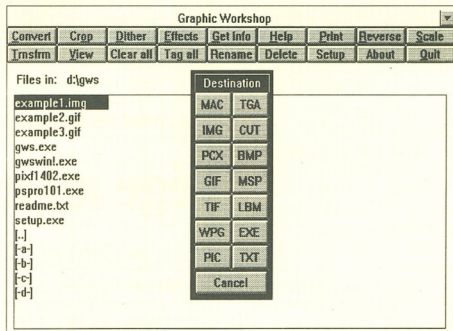 Graphic Workshop
Convert Crop Dither Effects Get Info Help Print Reverse Scale
Trnsfrm View Clear all Tag all Rename Delete Setup About Quit
Files in: d:\gws
Destination
example1.img
example2.gif
example3.gif
gws.exe
gwswin!.exe
pixf1402.exe
pspro101.exe
readme.txt
setup.exe
[..]
[-a-]
[-b-]
[-c-]
[-d-]
MAC TGA
IMG CUT
PCX BMP
GIF MSP
TIF LBM
WPG EXE
PIC TXT
Cancel